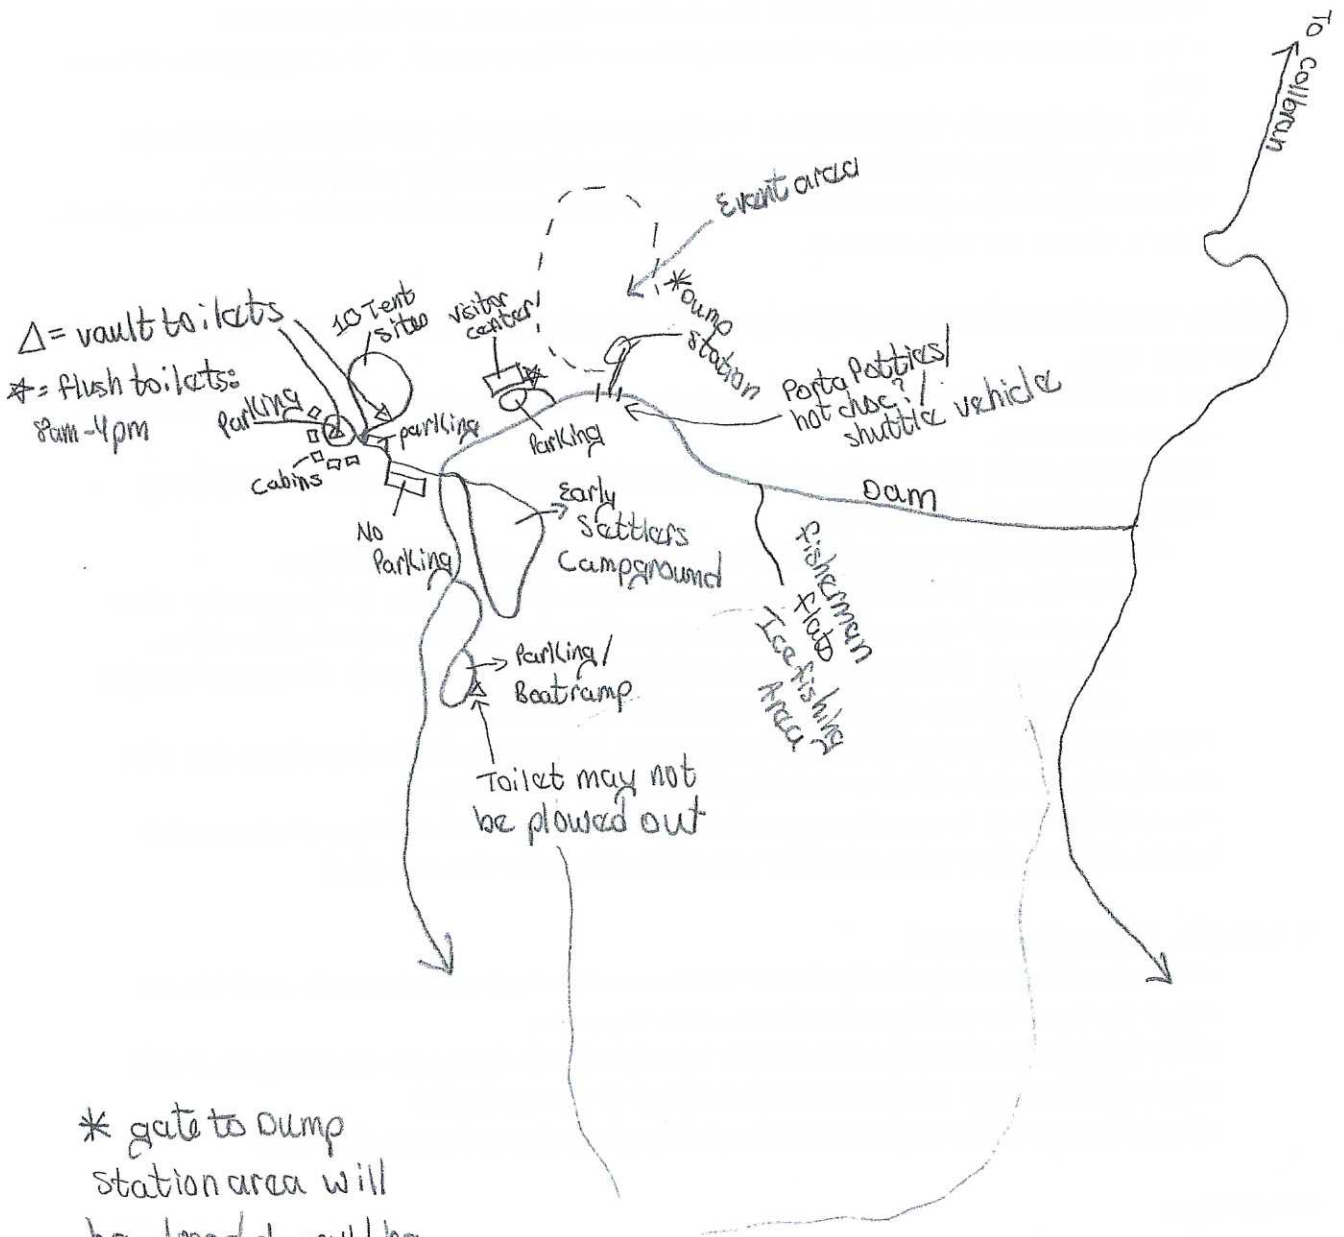 To Collbran
Event area
*Dump
station
Δ= vault toilets
☆= flush toilets:
8am-4pm
10 Tent
sites
visitor
center/
Parking
parking
Parking
Cabins
No
Parking
Porta Potties/
hot choc?/
shuttle vehicle
Dam
Early
Settlers
Campground
Fisherman
flats
Ice fishing
Area
Parking/
Boatramp
Toilet may not
be plowed out
* gate to Dump
station area will
be